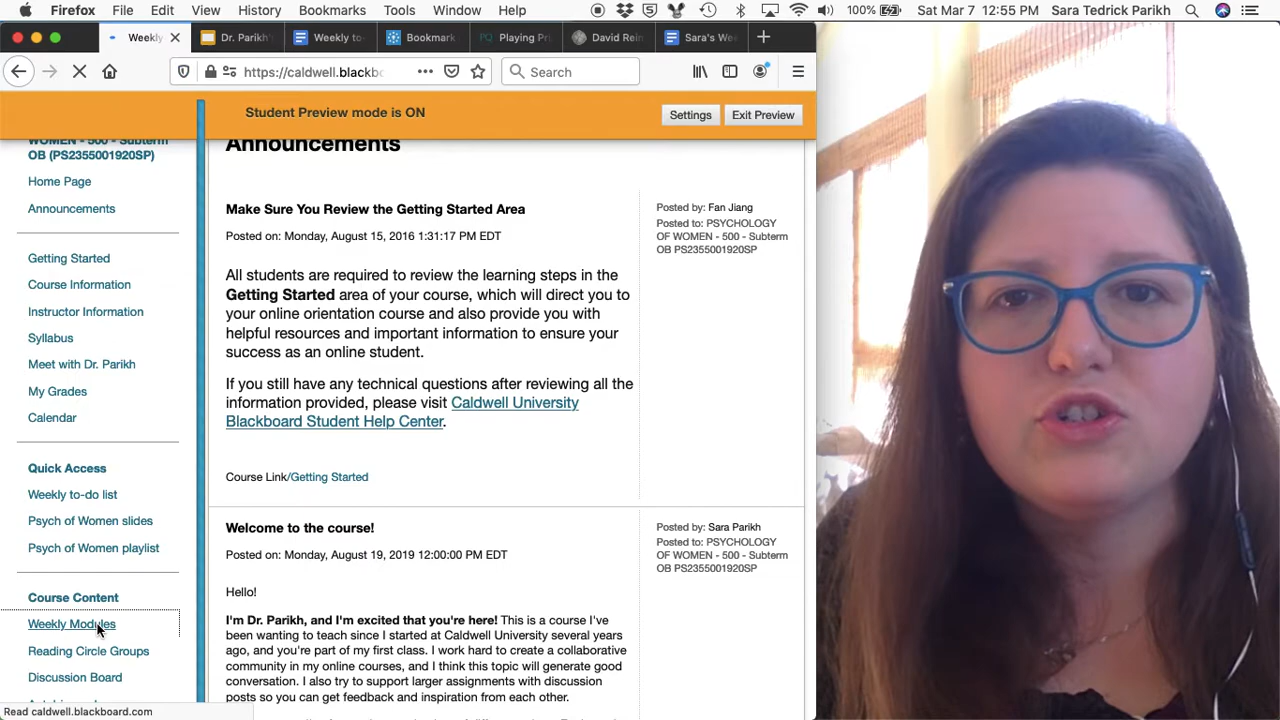 Firefox File Edit View History Bookmarks Tools Window Help 100% Sat Mar 7 12:55 PM Sara Tedrick Parikh
Weekly Dr. Parikh' Weekly to- Bookmark PQ Playing Pri David Rein Sara's We
https://caldwell.blackbo Search
Student Preview mode is ON Settings Exit Preview
WOMEN - 500 - Subterm
OB (PS2355001920SP)
Home Page
Announcements
Getting Started
Course Information
Instructor Information
Syllabus
Meet with Dr. Parikh
My Grades
Calendar
Quick Access
Weekly to-do list
Psych of Women slides
Psych of Women playlist
Course Content
Weekly Modules
Reading Circle Groups
Discussion Board
Read caldwell.blackboard.com
Announcements
Make Sure You Review the Getting Started Area
Posted on: Monday, August 15, 2016 1:31:17 PM EDT
All students are required to review the learning steps in the
Getting Started area of your course, which will direct you to
your online orientation course and also provide you with
helpful resources and important information to ensure your
success as an online student.
If you still have any technical questions after reviewing all the
information provided, please visit Caldwell University
Blackboard Student Help Center.
Course Link/Getting Started
Posted by: Fan Jiang
Posted to: PSYCHOLOGY
OF WOMEN - 500 - Subterm
OB PS2355001920SP
Welcome to the course!
Posted on: Monday, August 19, 2019 12:00:00 PM EDT
Hello!
I'm Dr. Parikh, and I'm excited that you're here! This is a course I've
been wanting to teach since I started at Caldwell University several years
ago, and you're part of my first class. I work hard to create a collaborative
community in my online courses, and I think this topic will generate good
conversation. I also try to support larger assignments with discussion
posts so you can get feedback and inspiration from each other.
Posted by: Sara Parikh
Posted to: PSYCHOLOGY
OF WOMEN - 500 - Subterm
OB PS2355001920SP